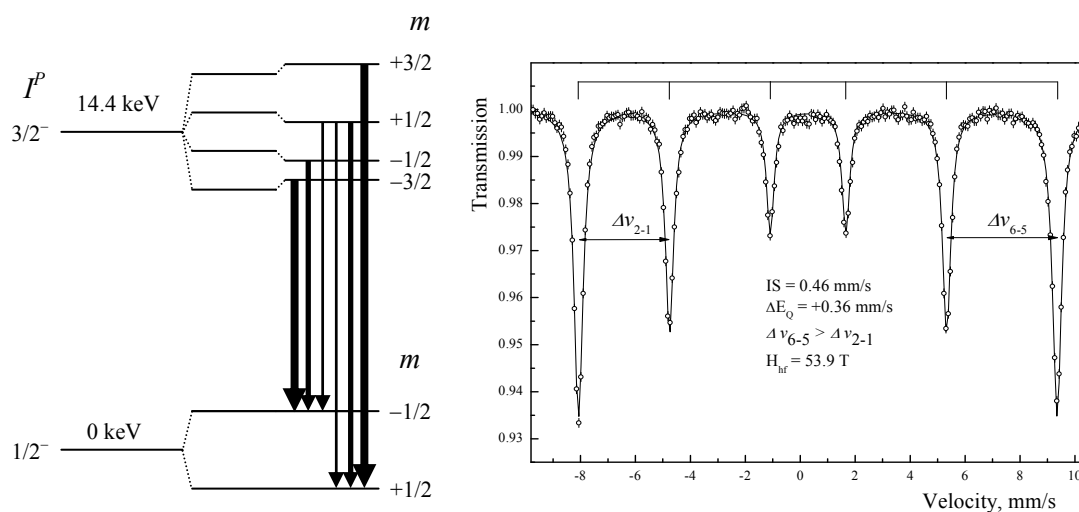 m
I^P
14.4 keV
3/2⁻
+3/2
+1/2
−1/2
−3/2
m
0 keV
1/2⁻
−1/2
+1/2
Transmission
1.00
0.99
0.98
0.97
0.96
0.95
0.94
0.93
Δv₂₋₁
Δv₆₋₅
IS = 0.46 mm/s
ΔE_Q = +0.36 mm/s
Δv₆₋₅ > Δv₂₋₁
H_hf = 53.9 T
-8 -6 -4 -2 0 2 4 6 8 10
Velocity, mm/s